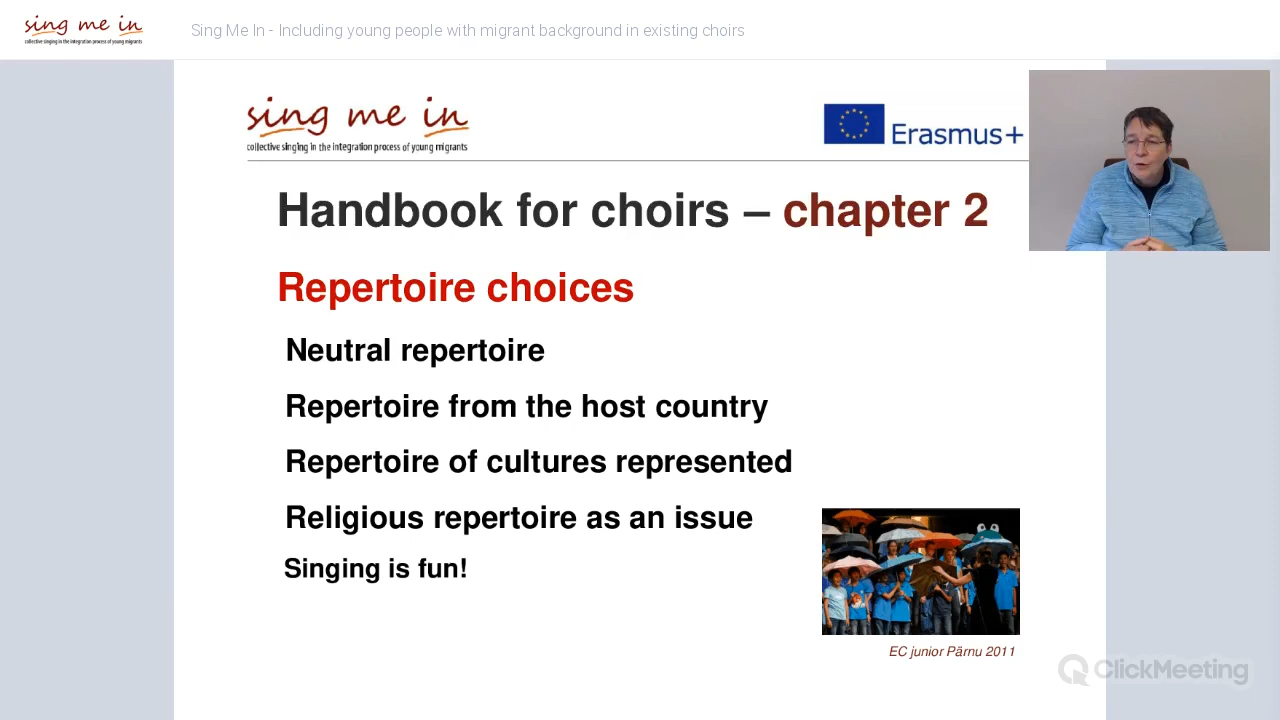 sing me in
collective singing in the integration process of young migrants
Sing Me In - Including young people with migrant background in existing choirs
sing me in
collective singing in the integration process of young migrants
Erasmus+
Handbook for choirs – chapter 2
Repertoire choices
Neutral repertoire
Repertoire from the host country
Repertoire of cultures represented
Religious repertoire as an issue
Singing is fun!
EC junior Pärnu 2011
ClickMeeting